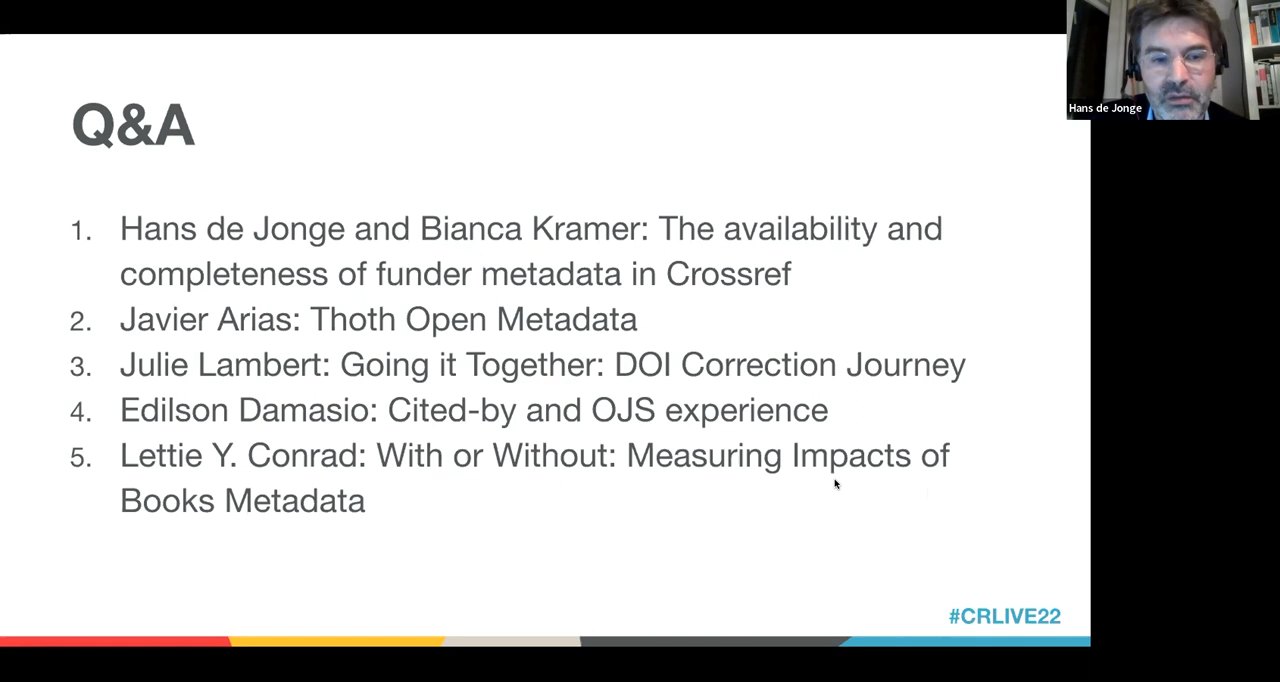 Hans de Jonge
Q&A
1. Hans de Jonge and Bianca Kramer: The availability and
completeness of funder metadata in Crossref
2. Javier Arias: Thoth Open Metadata
3. Julie Lambert: Going it Together: DOI Correction Journey
4. Edilson Damasio: Cited-by and OJS experience
5. Lettie Y. Conrad: With or Without: Measuring Impacts of
Books Metadata
#CRLIVE22